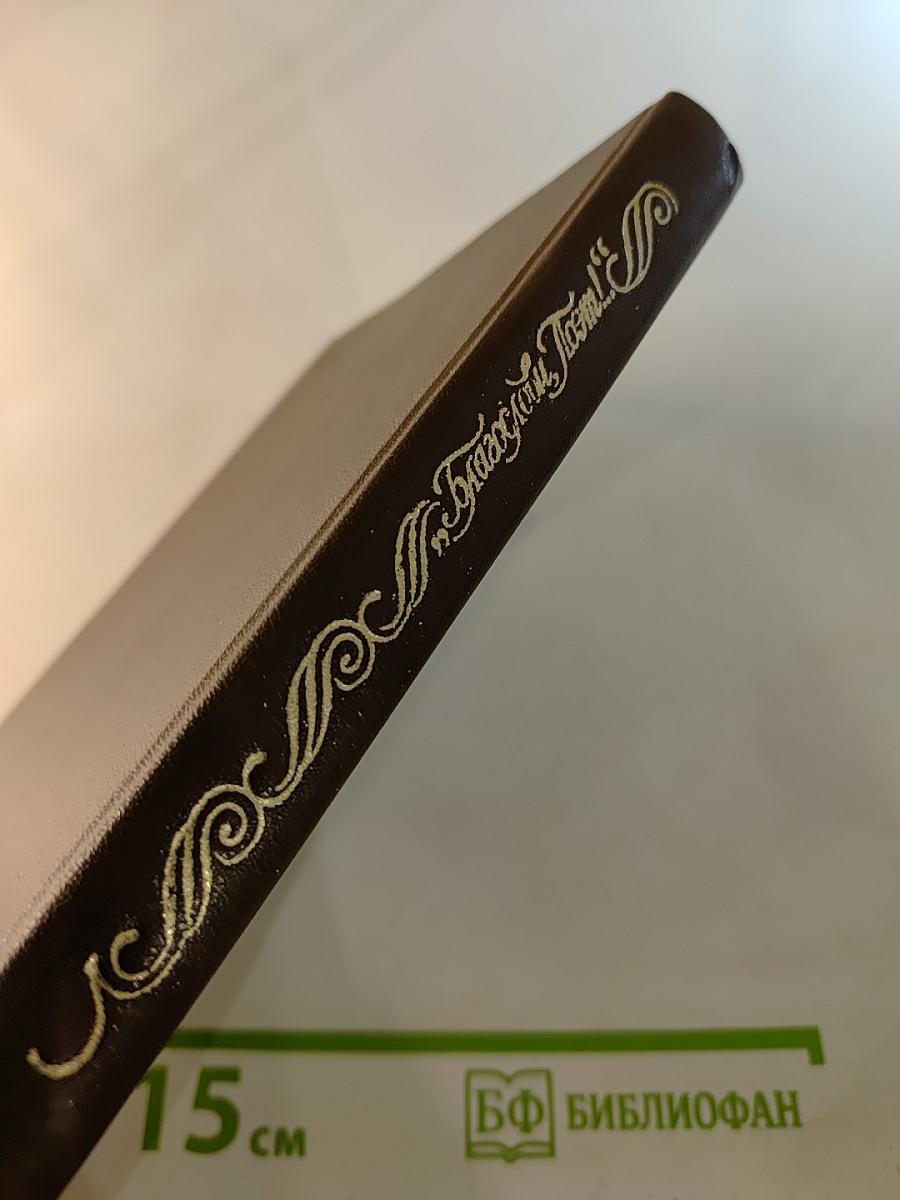 „Благослови, Поэт!..“
15 см
БФ БИБЛИОФАН